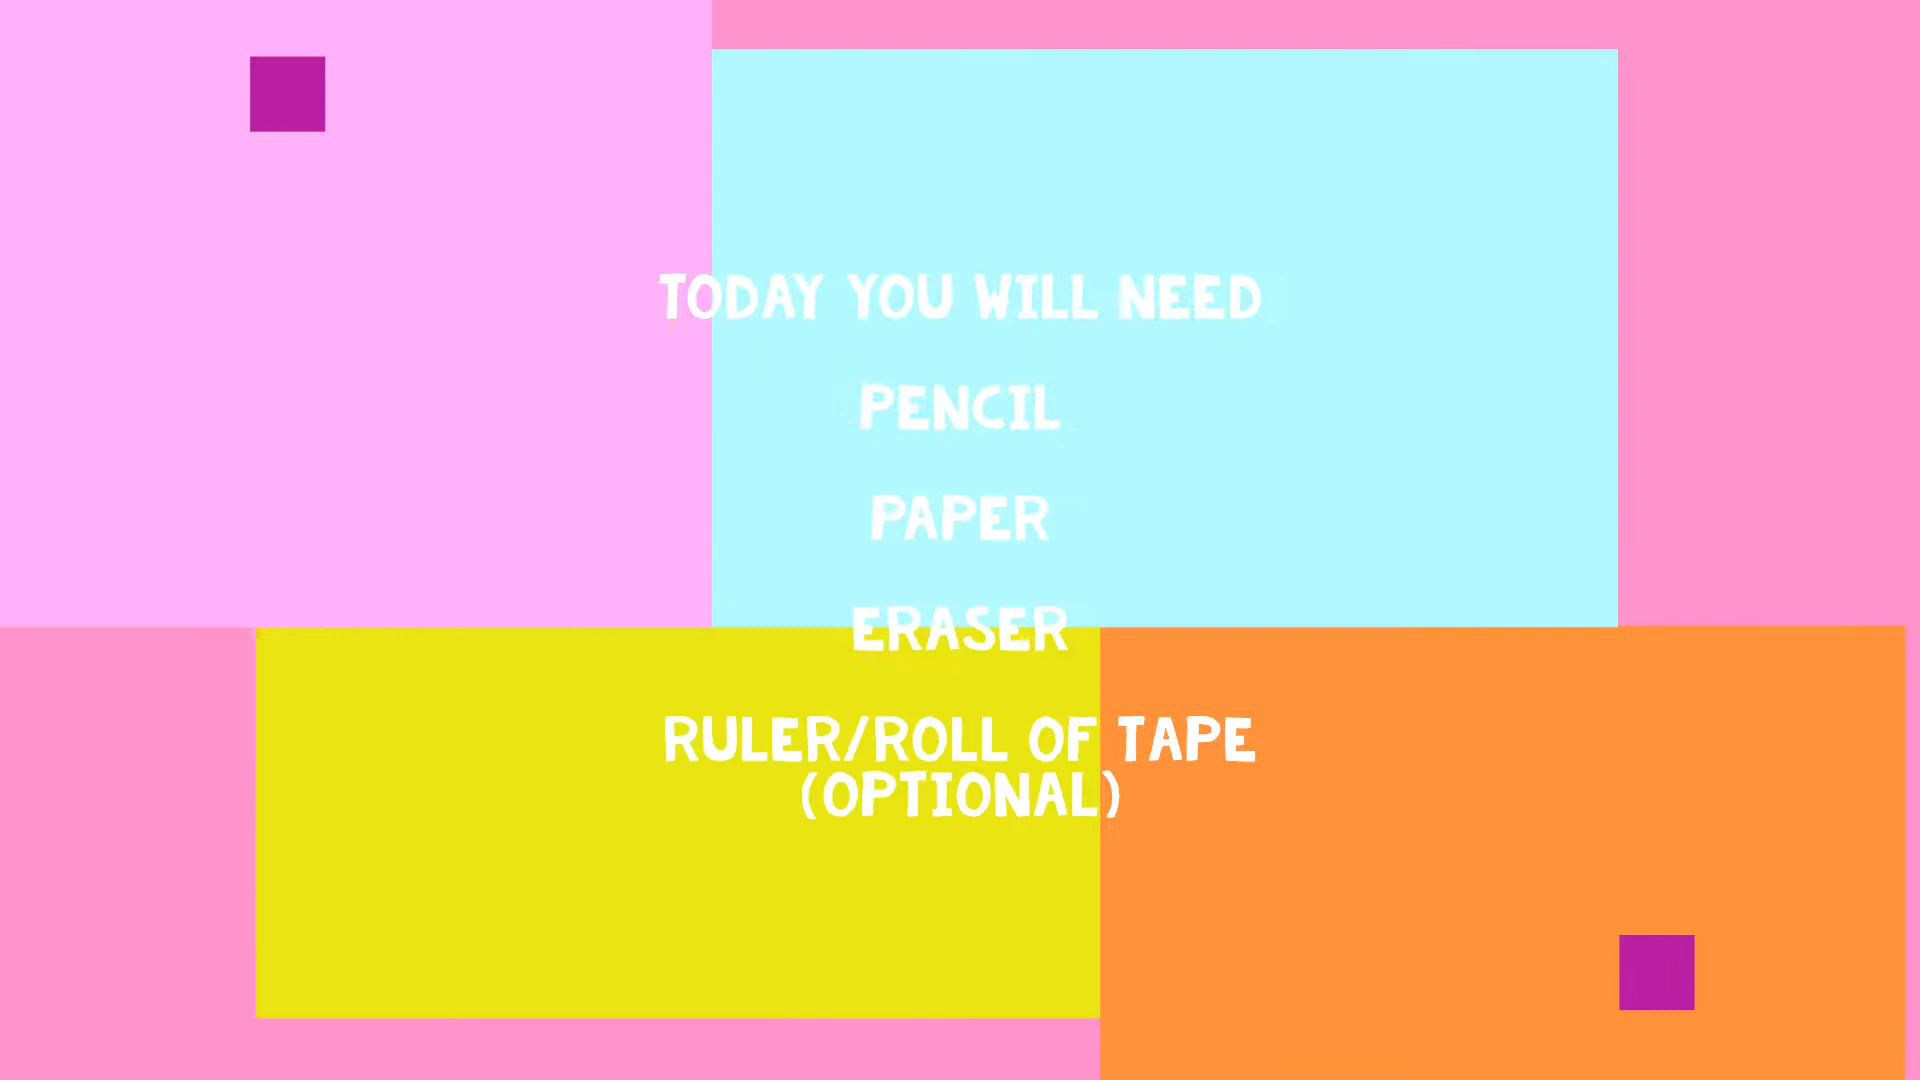 TODAY YOU WILL NEED
PENCIL
PAPER
ERASER
RULER/ROLL OF TAPE
(OPTIONAL)